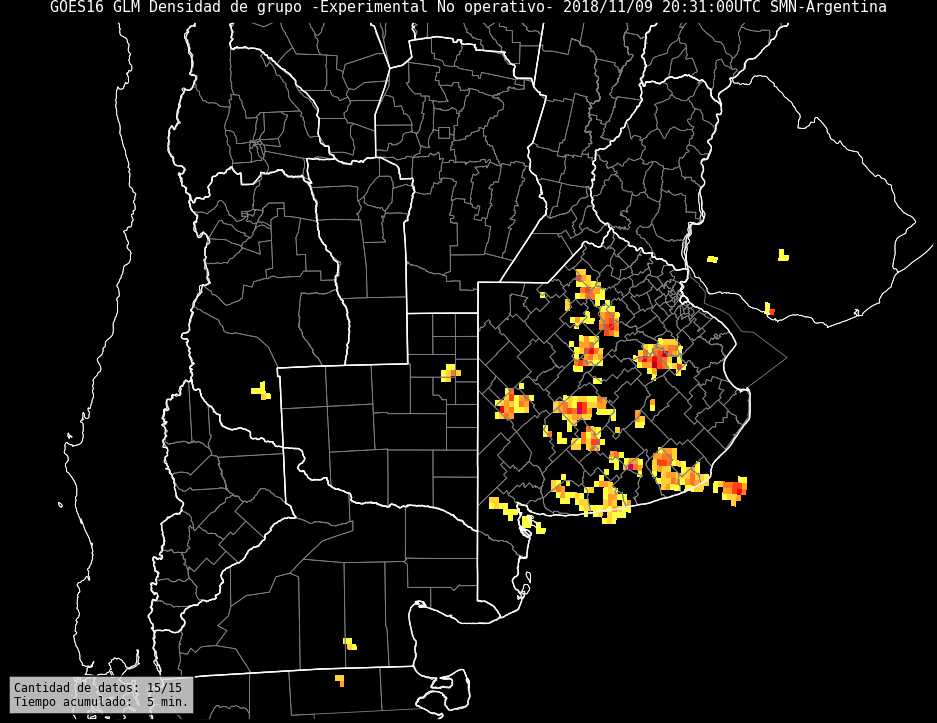 GOES16 GLM Densidad de grupo -Experimental No operativo- 2018/11/09 20:31:00UTC SMN-Argentina
Cantidad de datos: 15/15
Tiempo acumulado:  5 min.